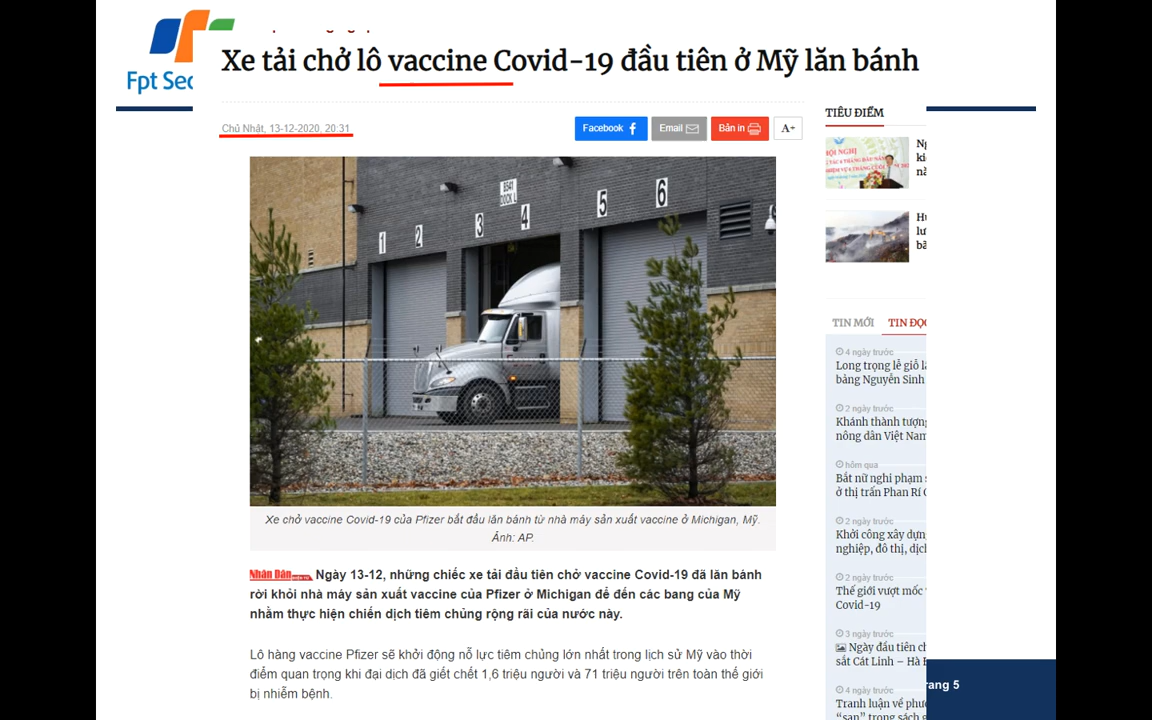 Fpt Sec
Xe tải chở lô vaccine Covid-19 đầu tiên ở Mỹ lăn bánh
Chủ Nhật, 13-12-2020, 20:31
Facebook
Email
Bản in
A+
1
2
3
4
5
6
Xe chở vaccine Covid-19 của Pfizer bắt đầu lăn bánh từ nhà máy sản xuất vaccine ở Michigan, Mỹ.
Ảnh: AP.
Nhân Dân Ngày 13-12, những chiếc xe tải đầu tiên chở vaccine Covid-19 đã lăn bánh
rời khỏi nhà máy sản xuất vaccine của Pfizer ở Michigan để đến các bang của Mỹ
nhằm thực hiện chiến dịch tiêm chủng rộng rãi của nước này.
Lô hàng vaccine Pfizer sẽ khởi động nỗ lực tiêm chủng lớn nhất trong lịch sử Mỹ vào thời
điểm quan trọng khi đại dịch đã giết chết 1,6 triệu người và 71 triệu người trên toàn thế giới
bị nhiễm bệnh.
TIÊU ĐIỂM
TIN MỚI
TIN ĐỌC
4 ngày trước
Long trọng lễ giỗ
bảng Nguyễn Sinh
2 ngày trước
Khánh thành tượng
nông dân Việt Nam
hôm qua
Bắt nữ nghi phạm
ở thị trấn Phan Rí
2 ngày trước
Khởi công xây dựng
nghiệp, đô thị, dịch
2 ngày trước
Thế giới vượt mốc
Covid-19
3 ngày trước
Ngày đầu tiên
sắt Cát Linh – Hà
4 ngày trước
Tranh luận về
"sạn" trong sách
rang 5